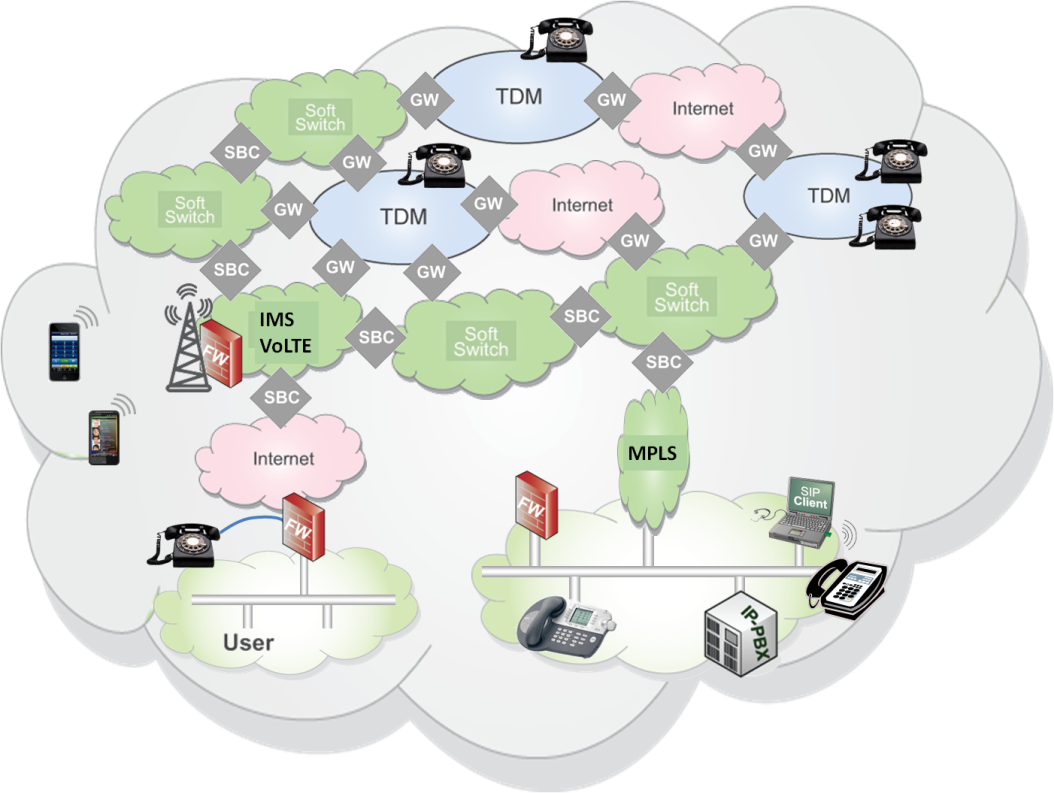 TDM
GW
GW
Soft
Switch
Internet
SBC
GW
GW
TDM
Soft
Switch
GW
TDM
GW
Internet
GW
GW
SBC
GW
GW
Soft
Switch
IMS
VoLTE
FW
SBC
Soft
Switch
SBC
SBC
SBC
MPLS
Internet
FW
FW
SIP
Client
IP-PBX
User